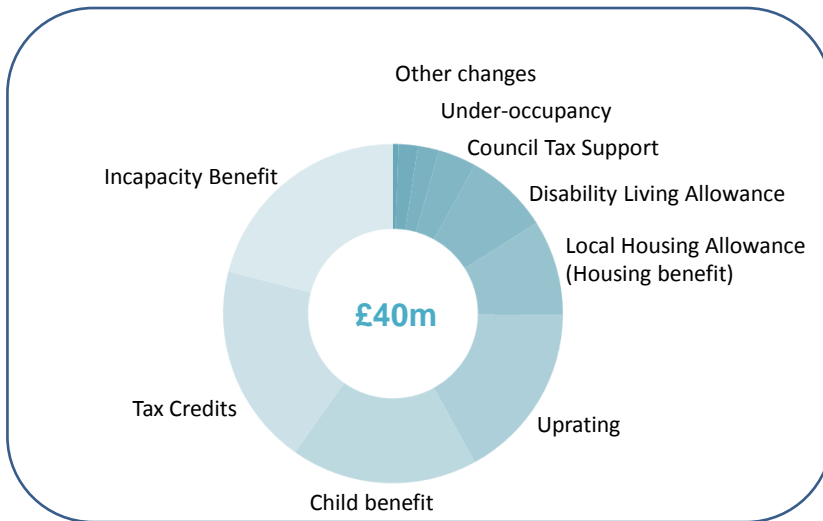 Other changes
Under-occupancy
Council Tax Support
Disability Living Allowance
Local Housing Allowance
(Housing benefit)
Uprating
Child benefit
Tax Credits
Incapacity Benefit
£40m